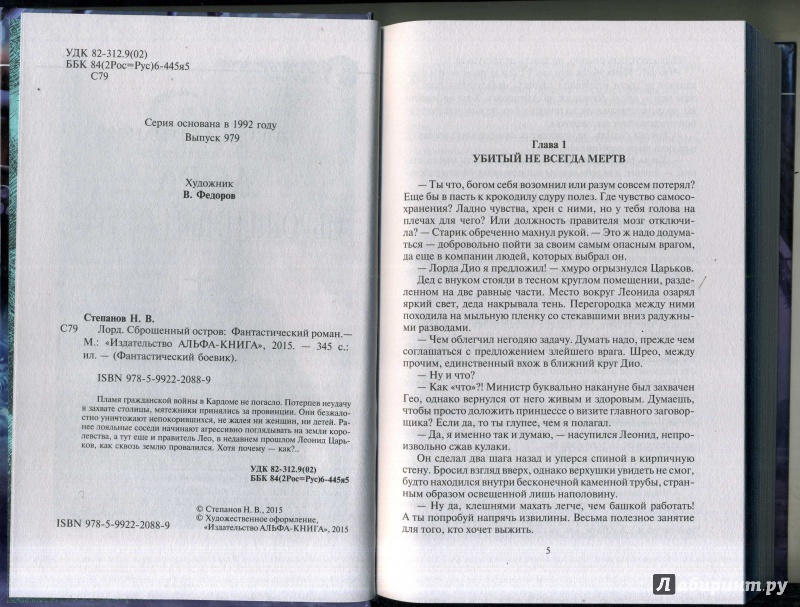 УДК 82-312.9(02)
ББК 84(2Рос=Рус)6-445я5
С79
Серия основана в 1992 году
Выпуск 979
Художник
В. Федоров
Степанов Н. В.
С79 Лорд. Сброшенный остров: Фантастический роман.—
М.: «Издательство АЛЬФА-КНИГА», 2015. — 345 с.:
ил. — (Фантастический боевик).
ISBN 978-5-9922-2088-9
Пламя гражданской войны в Кардоме не погасло. Потерпев неудачу
в захвате столицы, мятежники принялись за провинции. Они безжалос-
тно уничтожают непокорившихся, не жалея ни женщин, ни детей. Ра-
нее лояльные соседи начинают агрессивно поглядывать на земли коро-
левства, а тут еще и правитель Лео, в недавнем прошлом Леонид Царь-
ков, как сквозь землю провалился. Хотя почему — как?..
УДК 82-312.9(02)
ББК 84(2Рос=Рус)6-445я5
© Степанов Н. В., 2015
© Художественное оформление,
«Издательство АЛЬФА-КНИГА», 2015
ISBN 978-5-9922-2088-9
Глава 1
УБИТЫЙ НЕ ВСЕГДА МЕРТВ
— Ты что, богом себя возомнил или разум совсем потерял?
Еще бы в пасть к крокодилу сдуру полез. Где чувство самосо-
хранения? Ладно чувства, хрен с ними, но у тебя голова на
плечах для чего? Или должность правителя мозг отключи-
ла? — Старик обреченно махнул рукой. — Это ж надо додума-
ться — добровольно пойти за своим самым опасным врагом,
да еще в компании людей, которых выбрал он.
— Лорда Дио я предложил! — хмуро огрызнулся Царьков.
Дед с внуком стояли в тесном круглом помещении, разде-
ленном на две равные части. Место вокруг Леонида озарял
яркий свет, деда накрывала тень. Перегородка между ними
походила на мыльную пленку со стекавшими вниз радужны-
ми разводами.
— Чем облегчил негодяю задачу. Думать надо, прежде чем
соглашаться с предложением злейшего врага. Шрео, между
прочим, единственный вхож в ближний круг Дио.
— Ну и что?
— Как «что»?! Министр буквально накануне был захвачен
Гео, однако вернулся от него живым и здоровым. Думаешь,
чтобы просто доложить принцессе о визите главного заговор-
щика? Если да, то ты глупее, чем я полагал.
— Да, я именно так и думаю, — насупился Леонид, непро-
извольно сжав кулаки.
Он сделал два шага назад и уперся спиной в кирпичную
стену. Бросил взгляд вверх, однако верхушки увидеть не смог,
будто находился внутри бесконечной каменной трубы, стран-
ным образом освещенной лишь наполовину.
— Ну да, клешнями махать легче, чем башкой работать!
А ты попробуй напрячь извилины. Весьма полезное занятие
для того, кто хочет выжить.
5
Лабиринт.ру